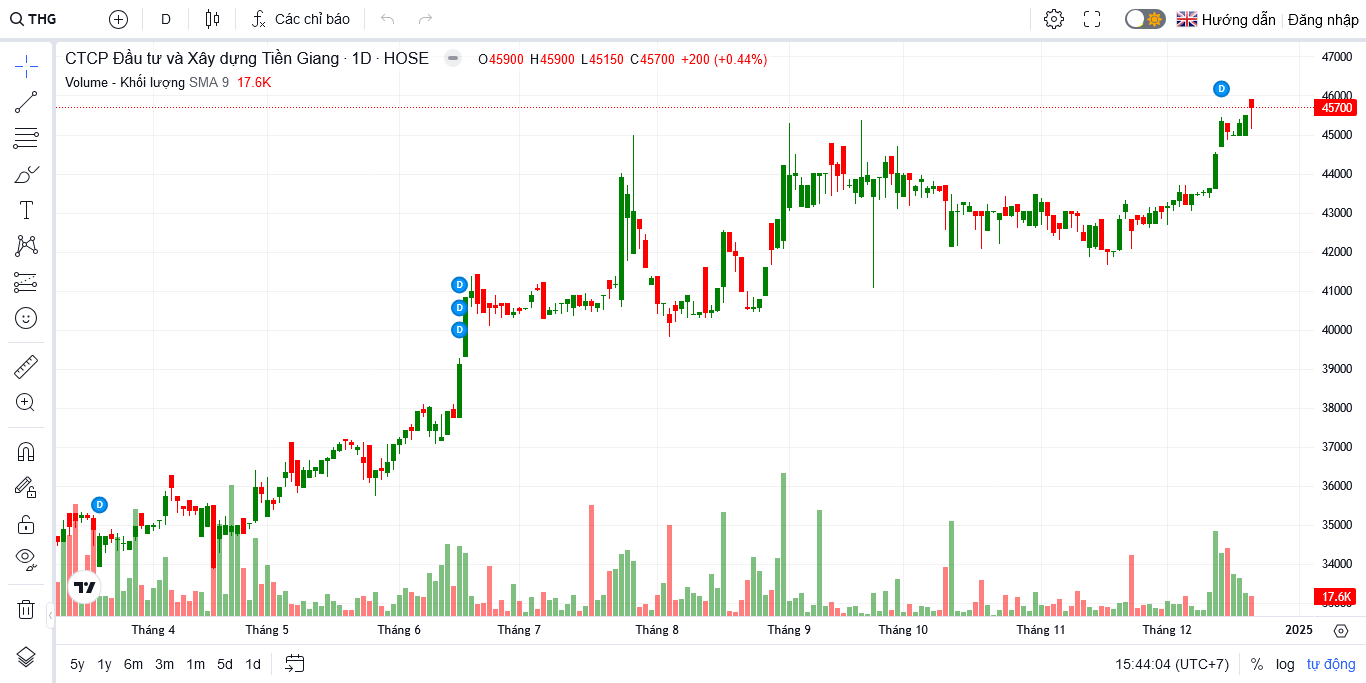 THG D Các chỉ báo Hướng dẫn Đăng nhập
CTCP Đầu tư và Xây dựng Tiền Giang · 1D · HOSE O45900 H45900 L45150 C45700 +200 (+0.44%)
Volume - Khối lượng SMA 9 17.6K
47000
46000
45700
45000
44000
43000
42000
41000
40000
39000
38000
37000
36000
35000
34000
17.6K
D
D
D
D
D
Tháng 4 Tháng 5 Tháng 6 Tháng 7 Tháng 8 Tháng 9 Tháng 10 Tháng 11 Tháng 12 2025
5y 1y 6m 3m 1m 5d 1d 15:44:04 (UTC+7) % log tự động